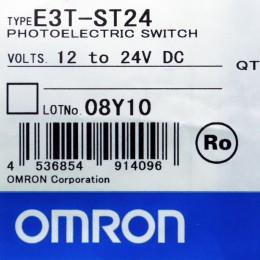 TYPE E3T-ST24
PHOTOELECTRIC SWITCH
VOLTS. 12 to 24V DC
QT
LOT No. 08Y10
Ro
4 536854 914096
OMRON Corporation
OMRON